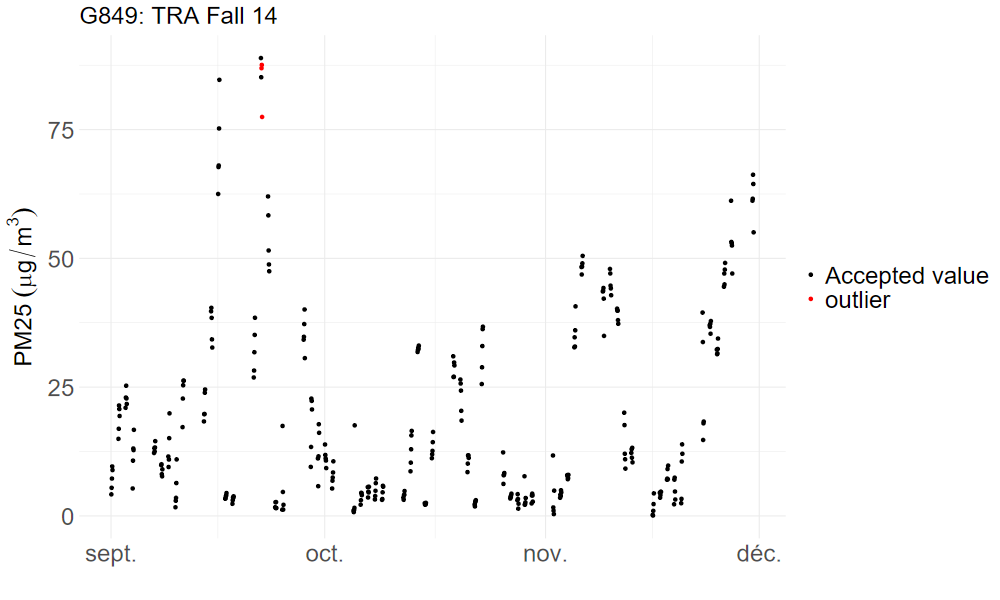 G849: TRA Fall 14
PM25 (μg/m³)
75
50
25
0
sept.
oct.
nov.
déc.
Accepted value
outlier